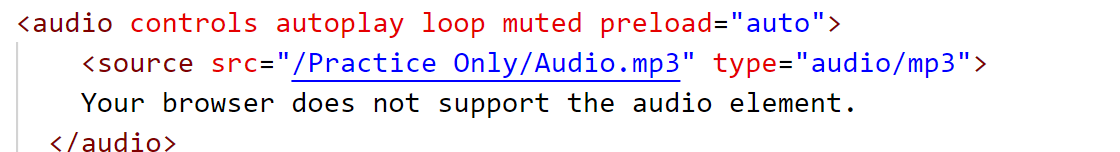 <audio controls autoplay loop muted preload="auto">
<source src="/Practice Only/Audio.mp3" type="audio/mp3">
Your browser does not support the audio element.
</audio>